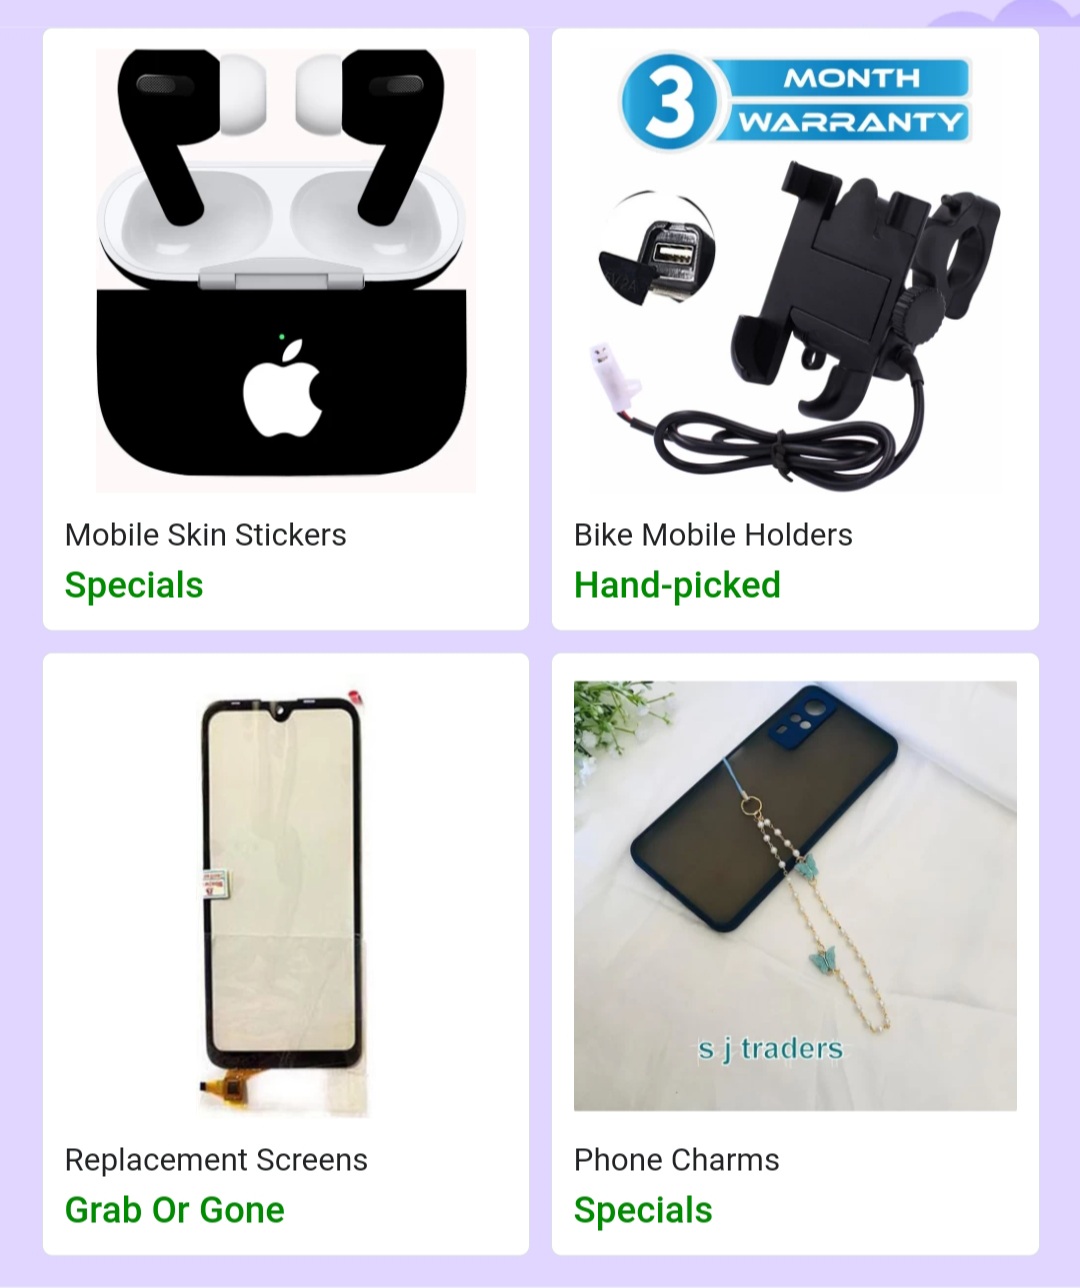 3 MONTH
WARRANTY
Mobile Skin Stickers
Specials
Bike Mobile Holders
Hand-picked
s j traders
Replacement Screens
Grab Or Gone
Phone Charms
Specials